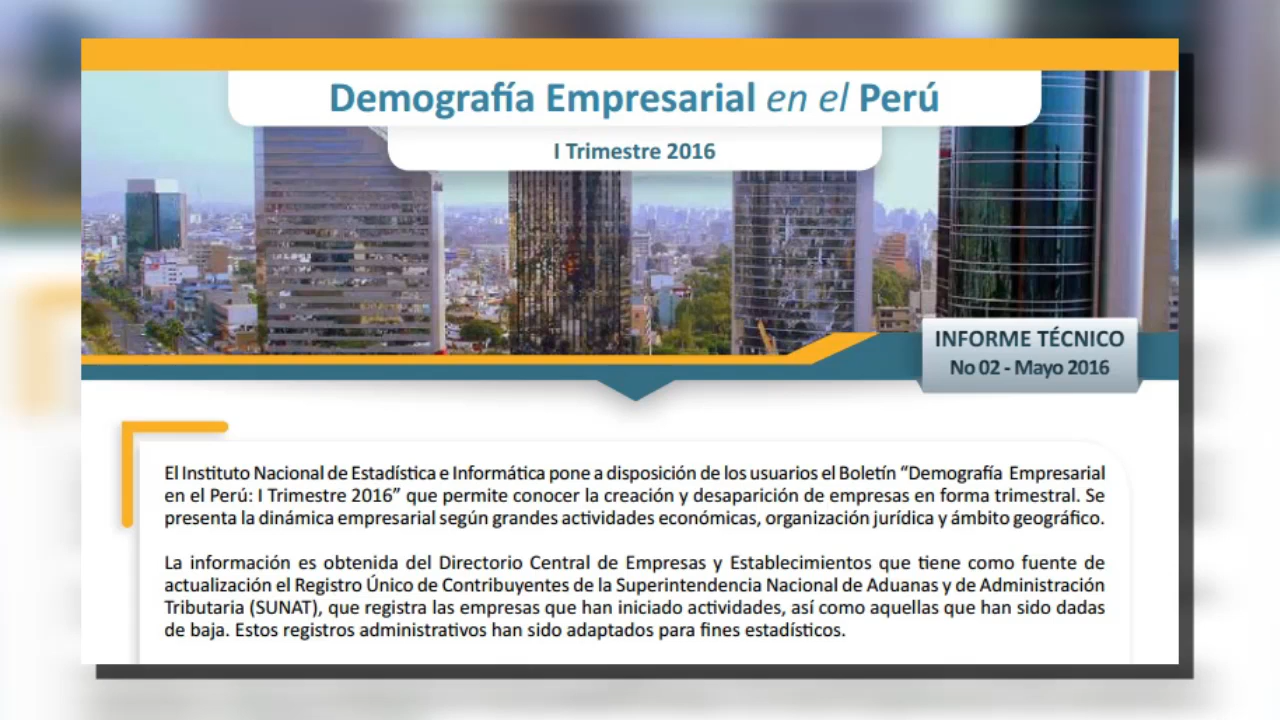 Demografía Empresarial en el Perú
I Trimestre 2016
INFORME TÉCNICO
No 02 - Mayo 2016
El Instituto Nacional de Estadística e Informática pone a disposición de los usuarios el Boletín “Demografía Empresarial
en el Perú: I Trimestre 2016” que permite conocer la creación y desaparición de empresas en forma trimestral. Se
presenta la dinámica empresarial según grandes actividades económicas, organización jurídica y ámbito geográfico.
La información es obtenida del Directorio Central de Empresas y Establecimientos que tiene como fuente de
actualización el Registro Único de Contribuyentes de la Superintendencia Nacional de Aduanas y de Administración
Tributaria (SUNAT), que registra las empresas que han iniciado actividades, así como aquellas que han sido dadas
de baja. Estos registros administrativos han sido adaptados para fines estadísticos.